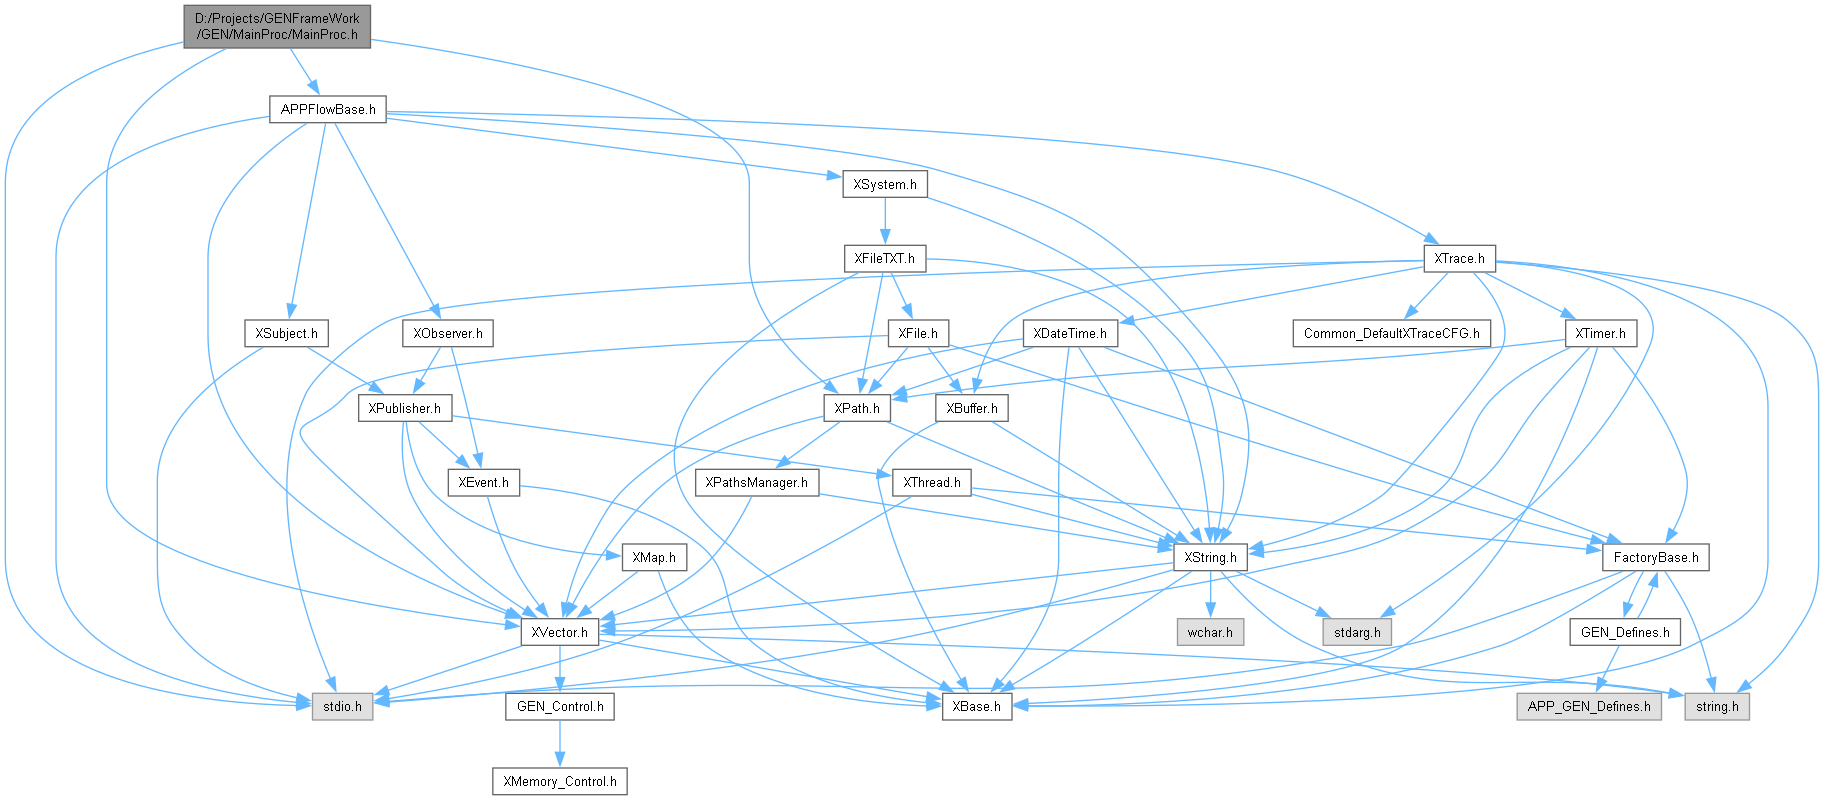 D:/Projects/GENFrameWork
/GEN/MainProc/MainProc.h
APPFlowBase.h
XSystem.h
XFileTXT.h
XTrace.h
XSubject.h
XObserver.h
XFile.h
XDateTime.h
Common_DefaultXTraceCFG.h
XTimer.h
XPublisher.h
XPath.h
XBuffer.h
XEvent.h
XPathsManager.h
XThread.h
XMap.h
XString.h
FactoryBase.h
XVector.h
wchar.h
stdarg.h
GEN_Defines.h
stdio.h
GEN_Control.h
XBase.h
APP_GEN_Defines.h
string.h
XMemory_Control.h